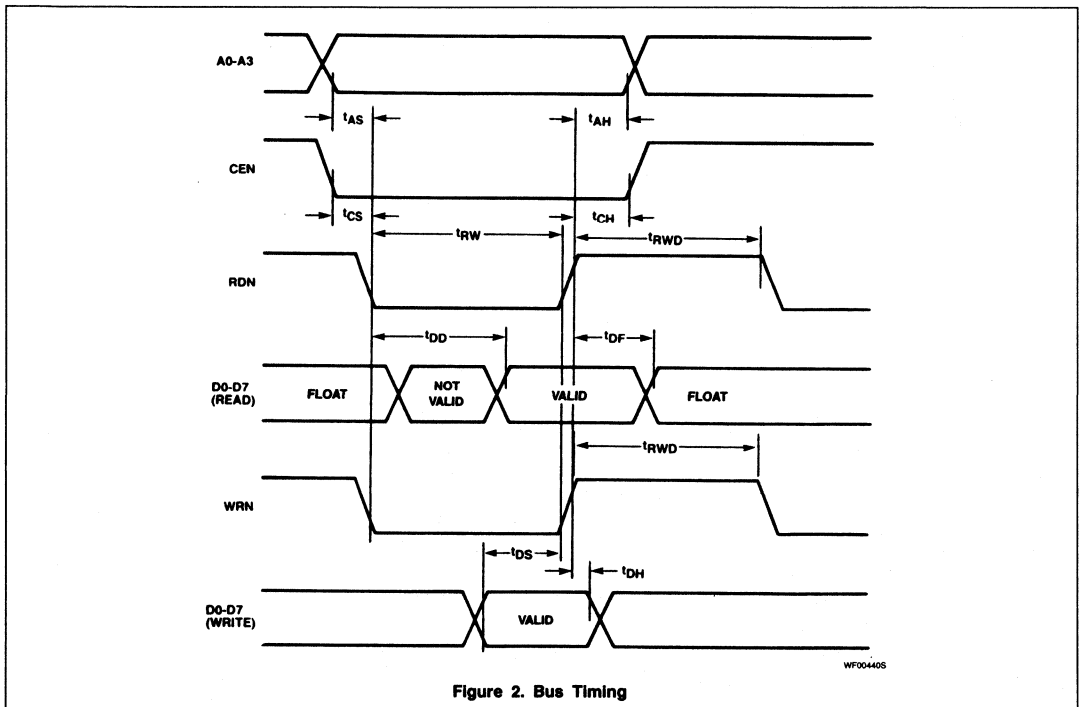 A0-A3
tAS
tAH
CEN
tCS
tCH
tRW
tRWD
RDN
tDD
tDF
D0-D7
(READ)
FLOAT
NOT
VALID
VALID
FLOAT
tRWD
WRN
tDS
tDH
D0-D7
(WRITE)
VALID
WF00440S
Figure 2. Bus Timing